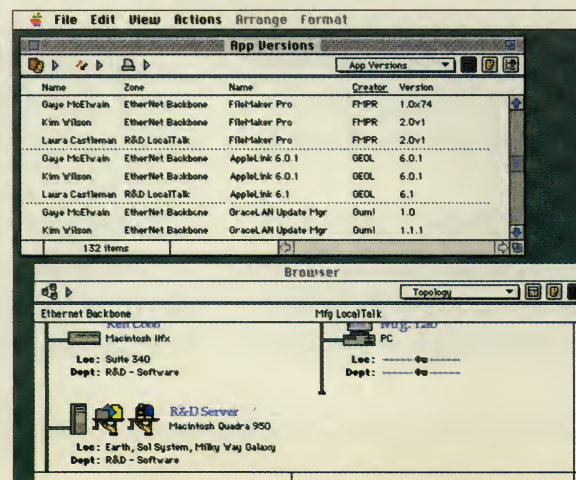 File Edit View Actions Arrange Format
App Versions
App Versions
Name Zone Name Creator Version
Gaye McElwain EtherNet Backbone FileMaker Pro FMPR 1.0x74
Kim Wilson EtherNet Backbone FileMaker Pro FMPR 2.0v1
Laura Castleman R&D LocalTalk FileMaker Pro FMPR 2.0v1
Gaye McElwain EtherNet Backbone AppleLink 6.0.1 GEOL 6.0.1
Kim Wilson EtherNet Backbone AppleLink 6.0.1 GEOL 6.0.1
Laura Castleman R&D LocalTalk AppleLink 6.1 GEOL 6.1
Gaye McElwain EtherNet Backbone GraceLAN Update Mgr Gum! 1.0
Kim Wilson EtherNet Backbone GraceLAN Update Mgr Gum! 1.1.1
132 items
Browser
Topology
Ethernet Backbone Mfg LocalTalk
Macintosh IIfx
PC
Loc: Suite 340
Dept: R&D - Software
Loc:
Dept:
R&D Server
Macintosh Quadra 950
Loc: Earth, Sol System, Milky Way Galaxy
Dept: R&D - Software